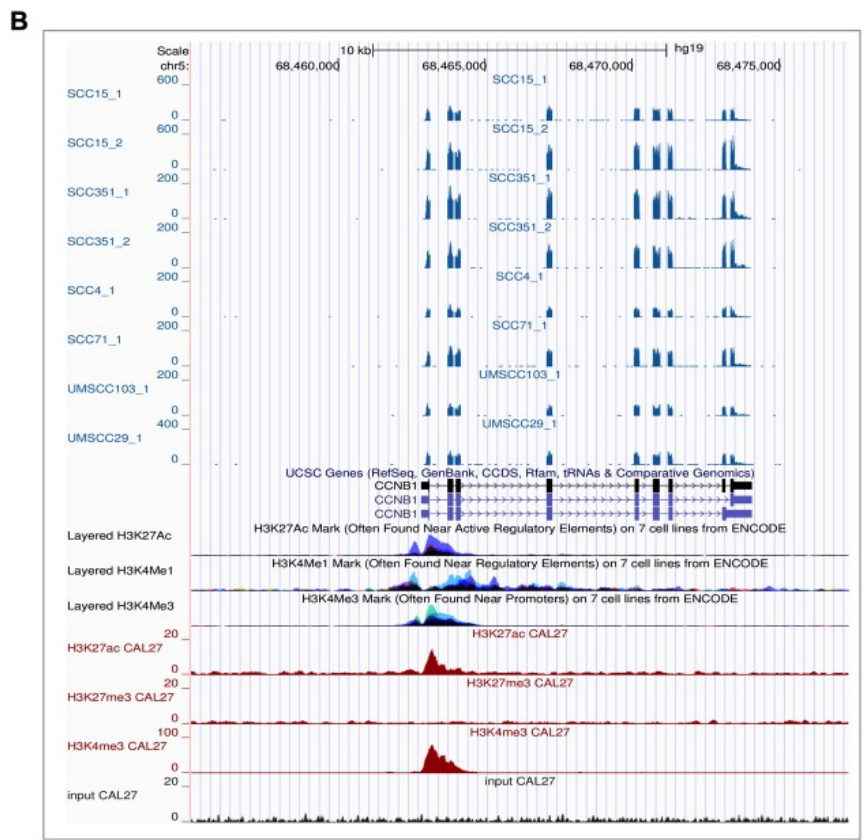 B
Scale 10 kb hg19
chr5: 68,460,000 68,465,000 68,470,000 68,475,000
600 SCC15_1
SCC15_1
0
600 SCC15_2
SCC15_2
0
200 SCC351_1
SCC351_1
0
200 SCC351_2
SCC351_2
0
200 SCC4_1
SCC4_1
0
200 SCC71_1
SCC71_1
0
200 UMSCC103_1
UMSCC103_1
0
400 UMSCC29_1
UMSCC29_1
0
UCSC Genes (RefSeq, GenBank, CCDS, Rfam, tRNAs & Comparative Genomics)
CCNB1
CCNB1
CCNB1
H3K27Ac Mark (Often Found Near Active Regulatory Elements) on 7 cell lines from ENCODE
Layered H3K27Ac
H3K4Me1 Mark (Often Found Near Regulatory Elements) on 7 cell lines from ENCODE
Layered H3K4Me1
H3K4Me3 Mark (Often Found Near Promoters) on 7 cell lines from ENCODE
Layered H3K4Me3
20 H3K27ac CAL27
H3K27ac CAL27
0
20 H3K27me3 CAL27
H3K27me3 CAL27
0
100 H3K4me3 CAL27
H3K4me3 CAL27
0
20 input CAL27
input CAL27
0